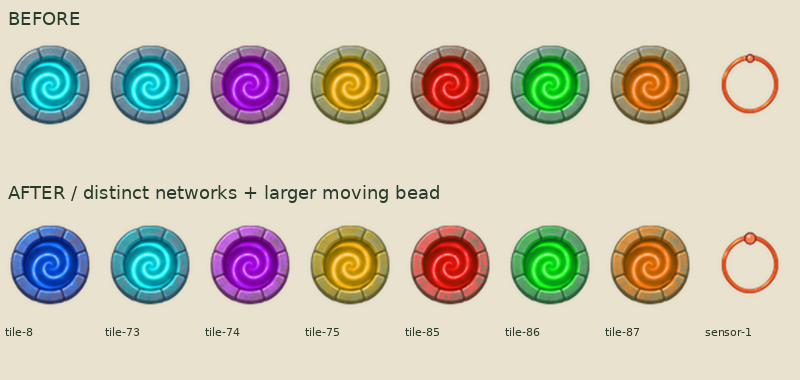 BEFORE
AFTER / distinct networks + larger moving bead
tile-8 tile-73 tile-74 tile-75 tile-85 tile-86 tile-87 sensor-1